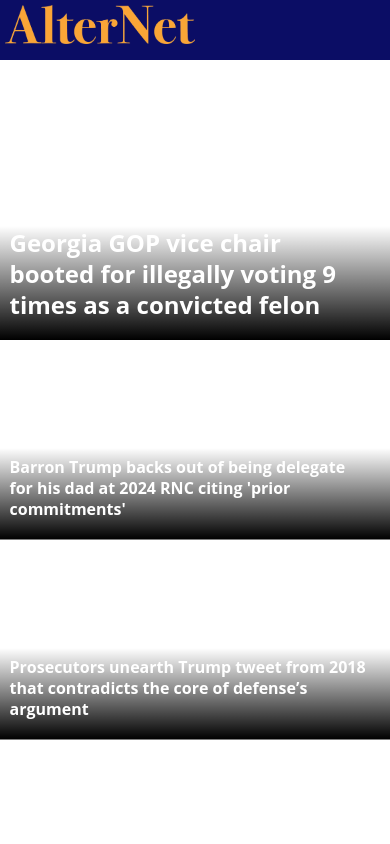 AlterNet
Georgia GOP vice chair
booted for illegally voting 9
times as a convicted felon
Barron Trump backs out of being delegate
for his dad at 2024 RNC citing 'prior
commitments'
Prosecutors unearth Trump tweet from 2018
that contradicts the core of defense’s
argument